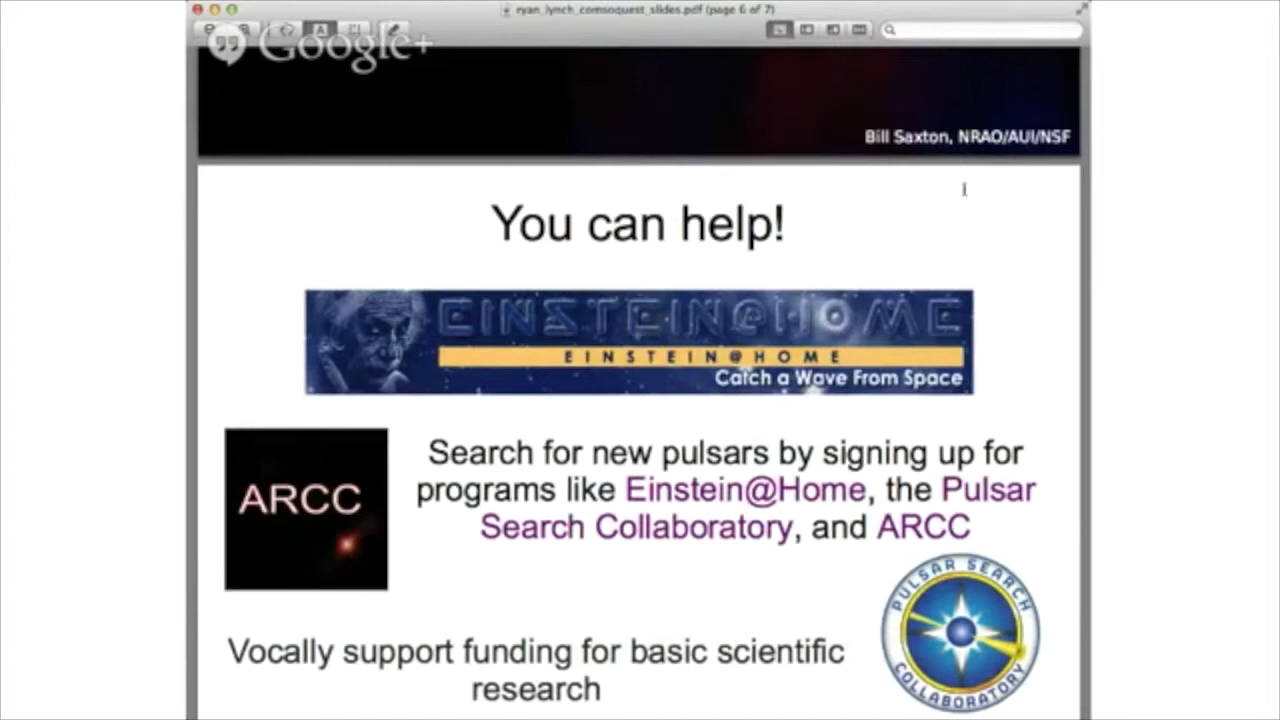 ryan_lynch_comsoquest_slides.pdf (page 6 of 7)
Google+
Bill Saxton, NRAO/AUI/NSF
You can help!
EINSTEIN@HOME
EINSTEIN@HOME
Catch a Wave From Space
ARCC
Search for new pulsars by signing up for
programs like Einstein@Home, the Pulsar
Search Collaboratory, and ARCC
PULSAR SEARCH
COLLABORATORY
Vocally support funding for basic scientific
research